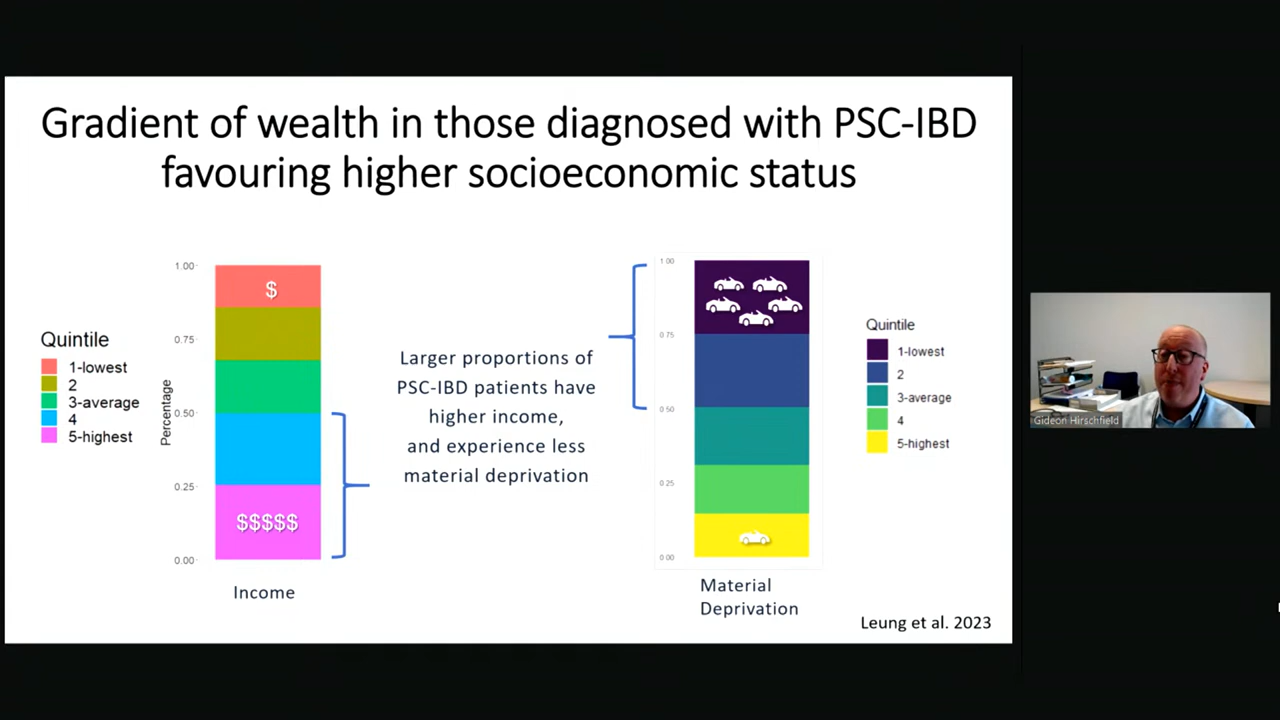 Gradient of wealth in those diagnosed with PSC-IBD
favouring higher socioeconomic status
Quintile
1-lowest
2
3-average
4
5-highest
Percentage
1.00
0.75
0.50
0.25
0.00
$
$$$$$
Income
Larger proportions of
PSC-IBD patients have
higher income,
and experience less
material deprivation
1.00
0.75
0.50
0.25
0.00
Material
Deprivation
Quintile
1-lowest
2
3-average
4
5-highest
Leung et al. 2023
Gideon Hirschfield